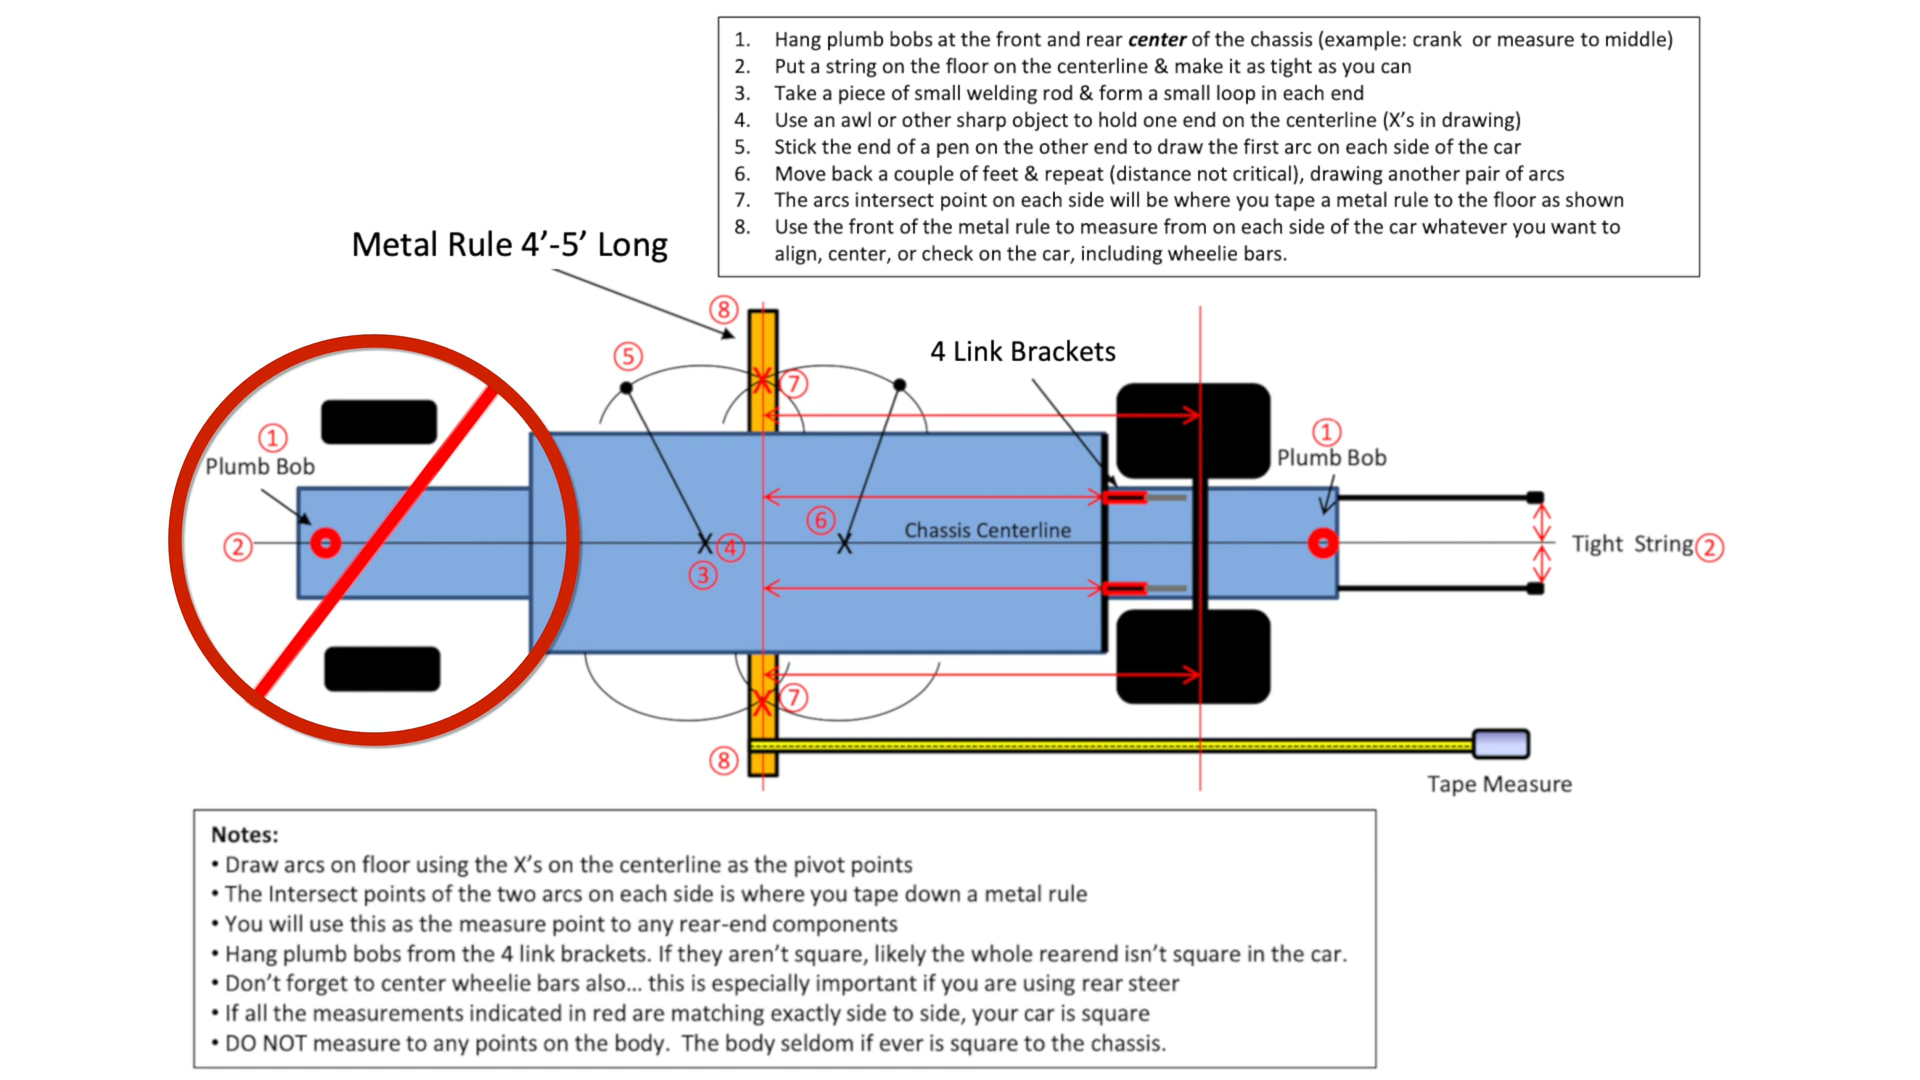 1. Hang plumb bobs at the front and rear center of the chassis (example: crank or measure to middle)
2. Put a string on the floor on the centerline & make it as tight as you can
3. Take a piece of small welding rod & form a small loop in each end
4. Use an awl or other sharp object to hold one end on the centerline (X's in drawing)
5. Stick the end of a pen on the other end to draw the first arc on each side of the car
6. Move back a couple of feet & repeat (distance not critical), drawing another pair of arcs
7. The arcs intersect point on each side will be where you tape a metal rule to the floor as shown
8. Use the front of the metal rule to measure from on each side of the car whatever you want to
align, center, or check on the car, including wheelie bars.
Metal Rule 4'-5' Long
8
5
4 Link Brackets
7
1
Plumb Bob
1
Plumb Bob
6
Chassis Centerline
2
X 4
X
Tight String 2
3
7
8
Tape Measure
Notes:
• Draw arcs on floor using the X's on the centerline as the pivot points
• The Intersect points of the two arcs on each side is where you tape down a metal rule
• You will use this as the measure point to any rear-end components
• Hang plumb bobs from the 4 link brackets. If they aren't square, likely the whole rearend isn't square in the car.
• Don't forget to center wheelie bars also... this is especially important if you are using rear steer
• If all the measurements indicated in red are matching exactly side to side, your car is square
• DO NOT measure to any points on the body. The body seldom if ever is square to the chassis.